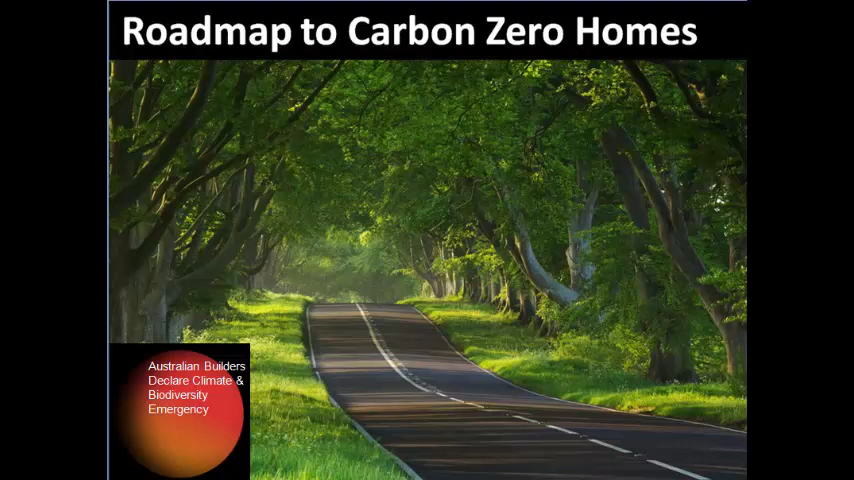 Roadmap to Carbon Zero Homes
Australian Builders
Declare Climate &
Biodiversity
Emergency